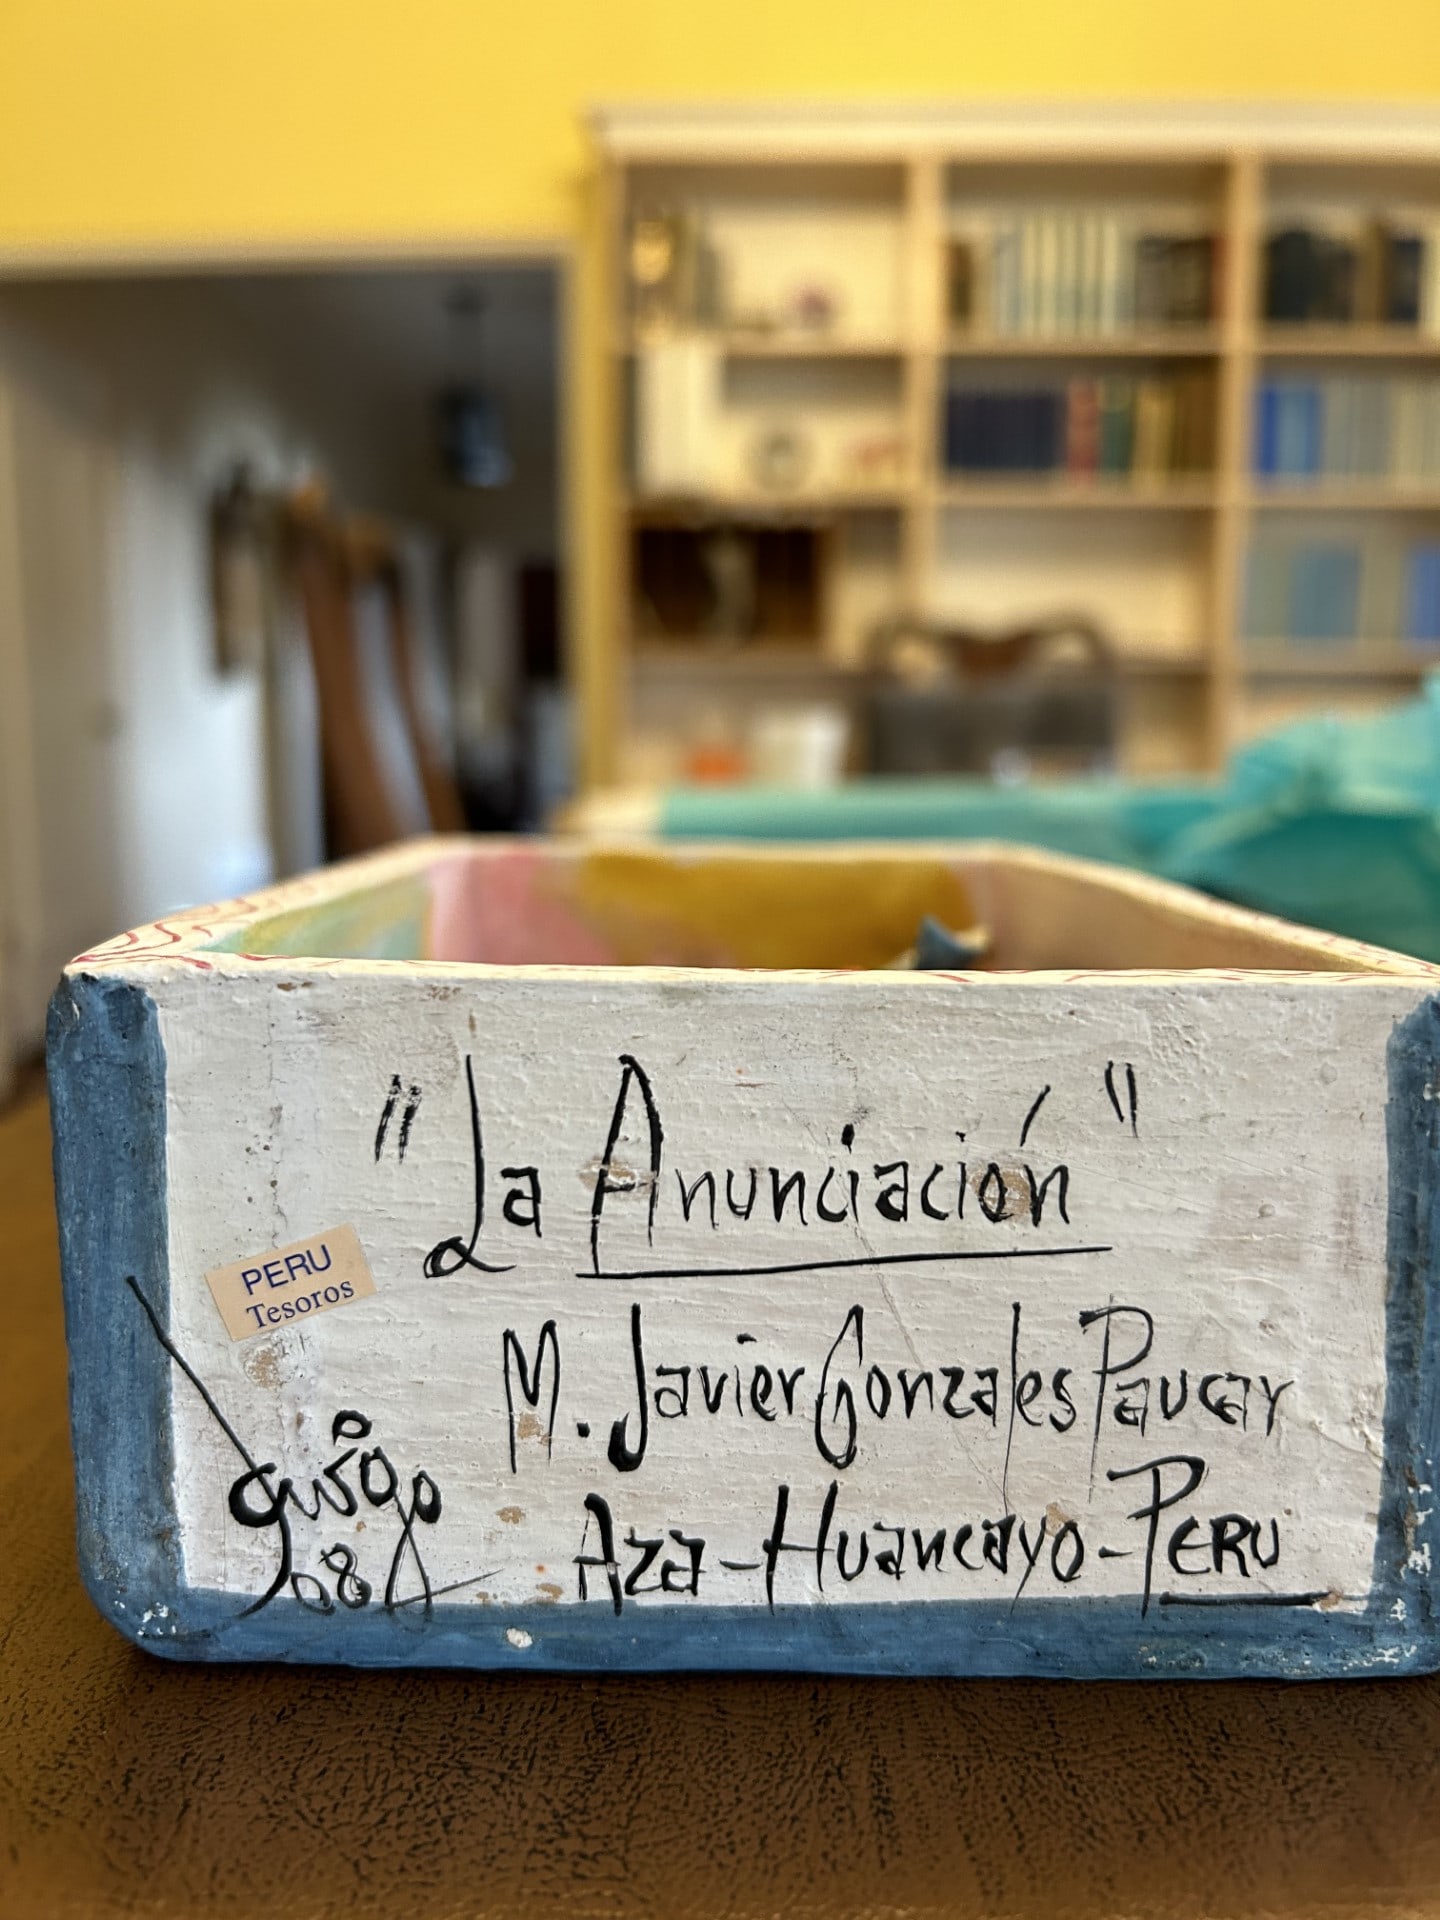 "La Anunciación"
PERU
Tesoros
M. Javier Gonzales Paucar
Aza-Huancayo-PERU
08